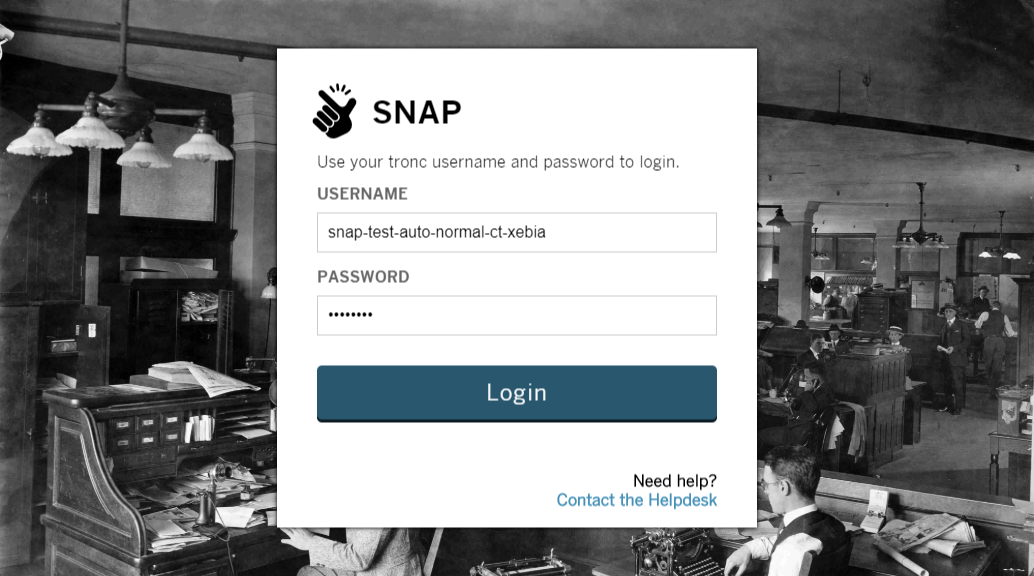 SNAP
Use your tronc username and password to login.
USERNAME
snap-test-auto-normal-ct-xebia
PASSWORD
••••••••
Login
Need help?
Contact the Helpdesk